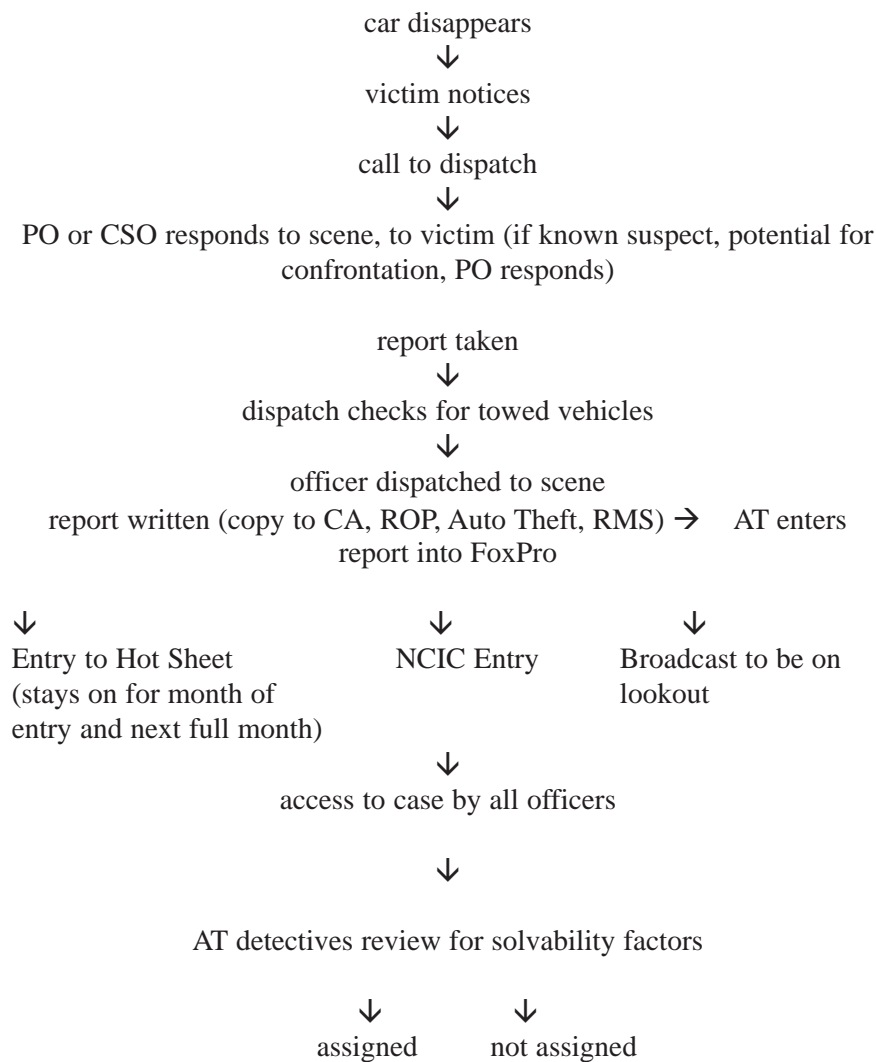 car disappears
↓
victim notices
↓
call to dispatch
↓
PO or CSO responds to scene, to victim (if known suspect, potential for
confrontation, PO responds)
report taken
↓
dispatch checks for towed vehicles
↓
officer dispatched to scene
report written (copy to CA, ROP, Auto Theft, RMS) → AT enters
report into FoxPro
↓ ↓ ↓
Entry to Hot Sheet NCIC Entry Broadcast to be on
(stays on for month of lookout
entry and next full month)
↓
access to case by all officers
↓
AT detectives review for solvability factors
↓ ↓
assigned not assigned